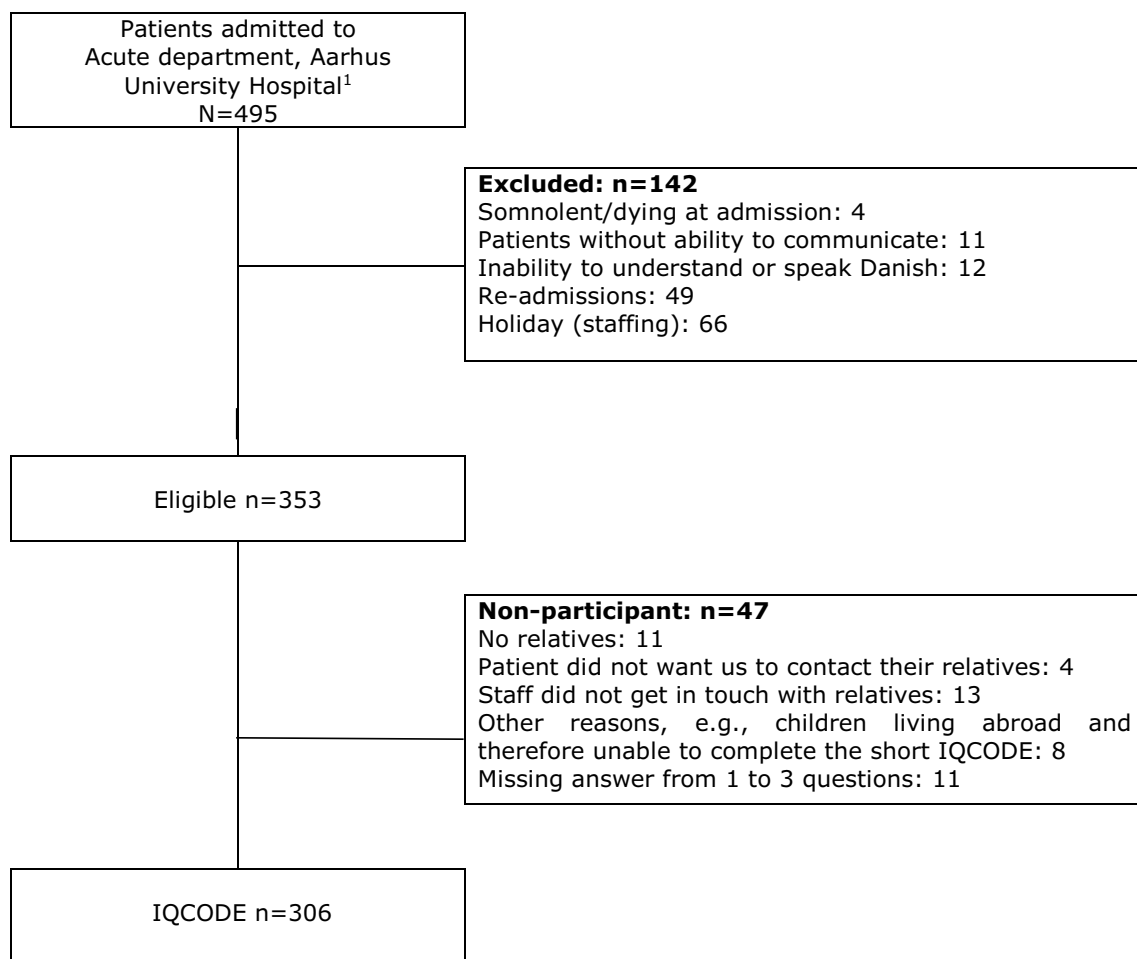 Patients admitted to
Acute department, Aarhus
University Hospital¹
N=495
Excluded: n=142
Somnolent/dying at admission: 4
Patients without ability to communicate: 11
Inability to understand or speak Danish: 12
Re-admissions: 49
Holiday (staffing): 66
Eligible n=353
Non-participant: n=47
No relatives: 11
Patient did not want us to contact their relatives: 4
Staff did not get in touch with relatives: 13
Other reasons, e.g., children living abroad and
therefore unable to complete the short IQCODE: 8
Missing answer from 1 to 3 questions: 11
IQCODE n=306